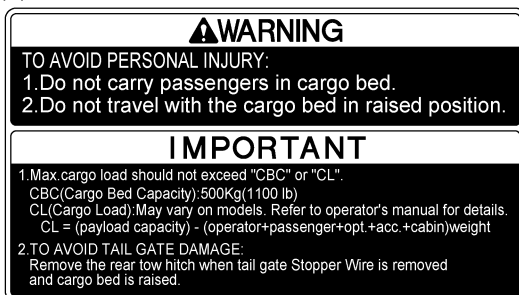 WARNING
TO AVOID PERSONAL INJURY:
1.Do not carry passengers in cargo bed.
2.Do not travel with the cargo bed in raised position.
IMPORTANT
1.Max.cargo load should not exceed "CBC" or "CL".
CBC(Cargo Bed Capacity):500Kg(1100 lb)
CL(Cargo Load):May vary on models. Refer to operator's manual for details.
CL = (payload capacity) - (operator+passenger+opt.+acc.+cabin)weight
2.TO AVOID TAIL GATE DAMAGE:
Remove the rear tow hitch when tail gate Stopper Wire is removed
and cargo bed is raised.